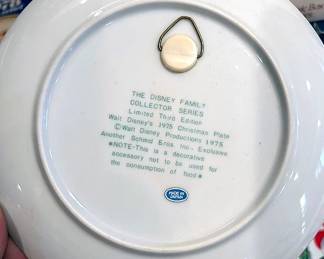 THE DISNEY FAMILY
COLLECTOR SERIES
Limited Third Edition
Walt Disney's 1975 Christmas Plate
©Walt Disney Productions 1975
Another Schmid Bros. Inc. Exclusive
*NOTE-This is a decorative
accessory not to be used for
the consumption of food*
MADE IN
JAPAN